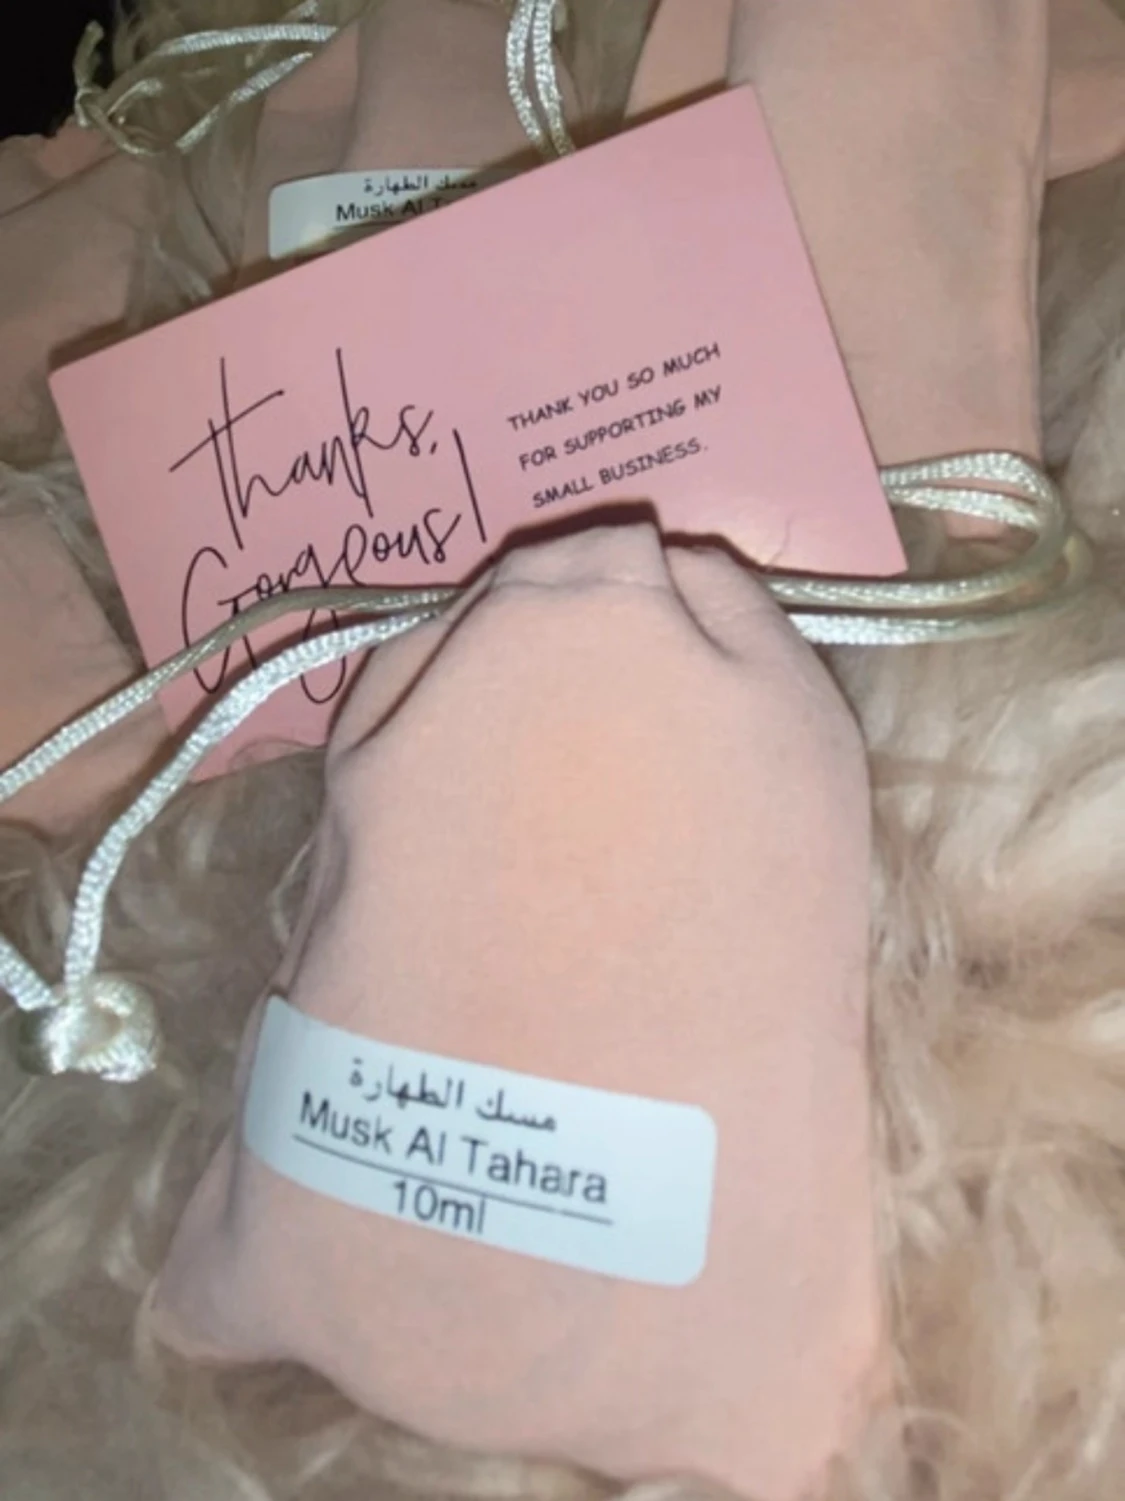 مسك الطهارة
Musk Al
Thanks,
Gorgeous!
THANK YOU SO MUCH
FOR SUPPORTING MY
SMALL BUSINESS.
مسك الطهارة
Musk Al Tahara
10ml